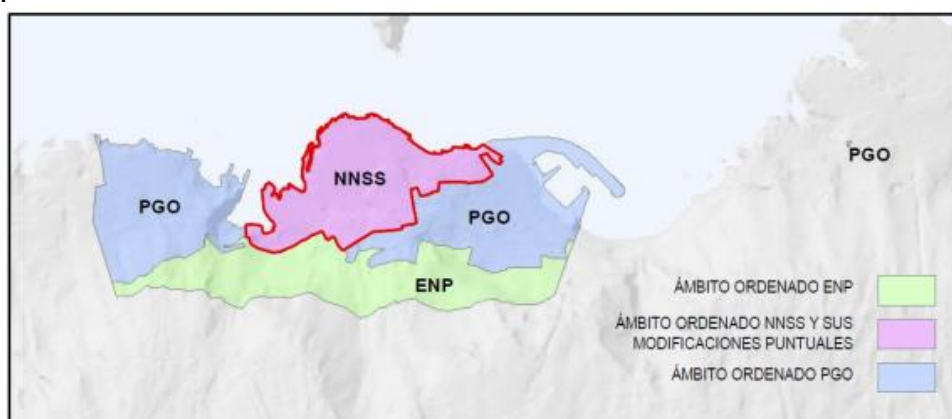 PGO
NNSS
PGO
PGO
ENP
ÁMBITO ORDENADO ENP
ÁMBITO ORDENADO NNSS Y SUS
MODIFICACIONES PUNTUALES
ÁMBITO ORDENADO PGO